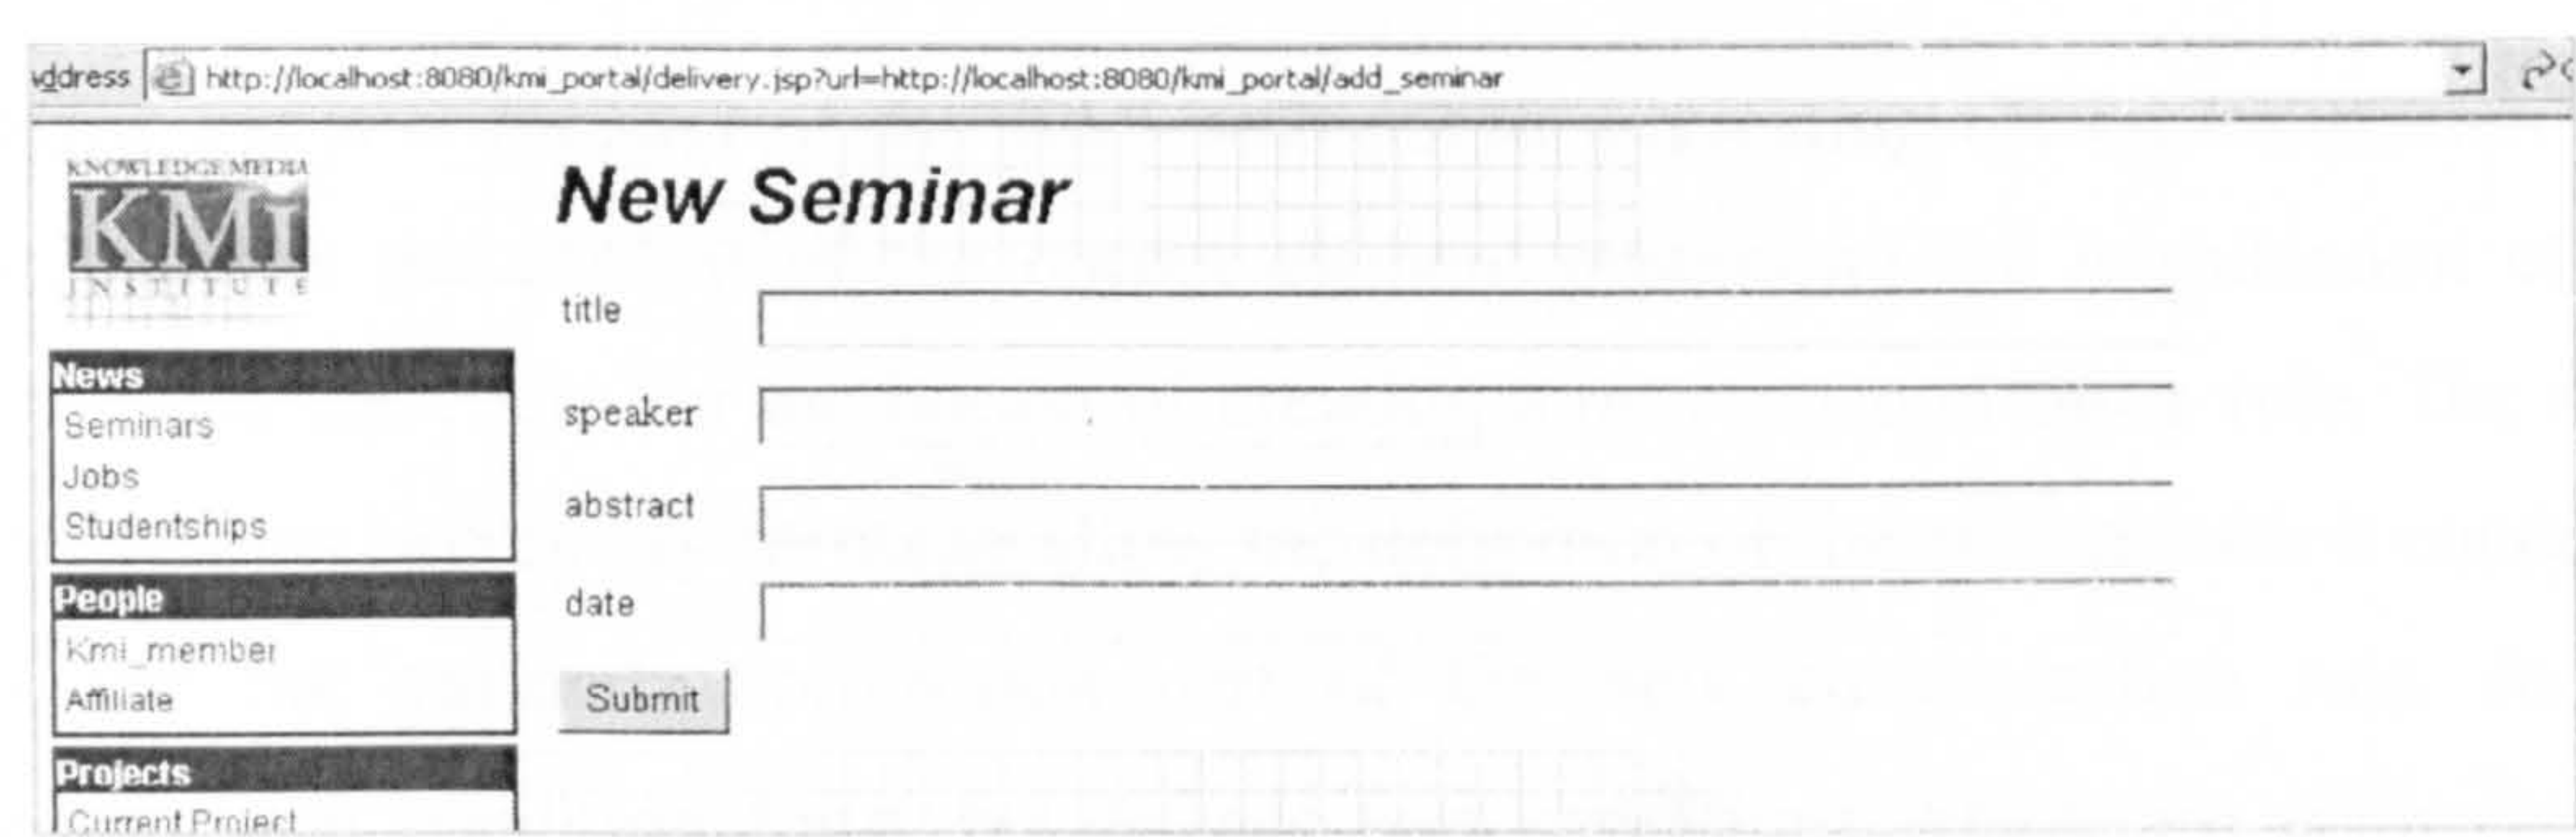 Address http://localhost:8080/kmi_portal/delivery.jsp?url=http://localhost:8080/kmi_portal/add_seminar
KNOWLEDGE MEDIA
KMi
INSTITUTE
New Seminar
title
speaker
abstract
date
Submit
News
Seminars
Jobs
Studentships
People
Kmi_member
Affiliate
Projects
Current Project